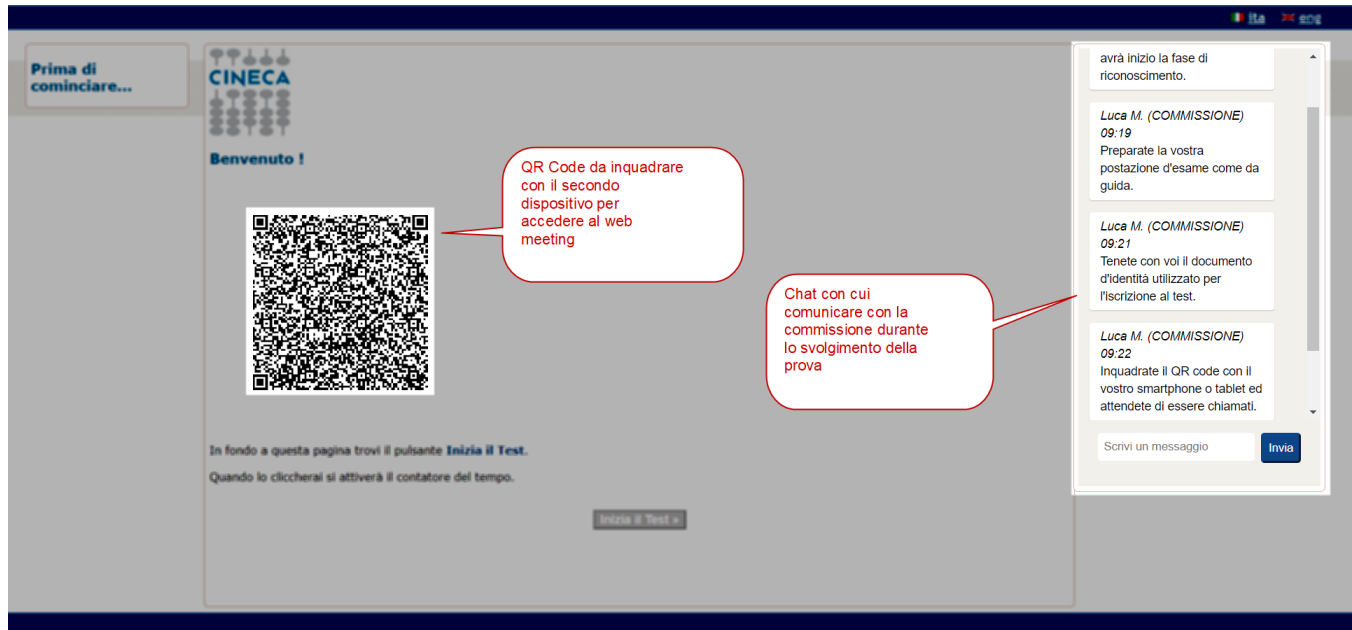 ita eng
Prima di
cominciare...
CINECA
Benvenuto !
QR Code da inquadrare
con il secondo
dispositivo per
accedere al web
meeting
In fondo a questa pagina trovi il pulsante Inizia il Test.
Quando lo cliccherai si attiverà il contatore del tempo.
Inizia il Test »
Chat con cui
comunicare con la
commissione durante
lo svolgimento della
prova
avrà inizio la fase di
riconoscimento.
Luca M. (COMMISSIONE)
09:19
Preparate la vostra
postazione d'esame come da
guida.
Luca M. (COMMISSIONE)
09:21
Tenete con voi il documento
d'identità utilizzato per
l'iscrizione al test.
Luca M. (COMMISSIONE)
09:22
Inquadrate il QR code con il
vostro smartphone o tablet ed
attendete di essere chiamati.
Scrivi un messaggio
Invia